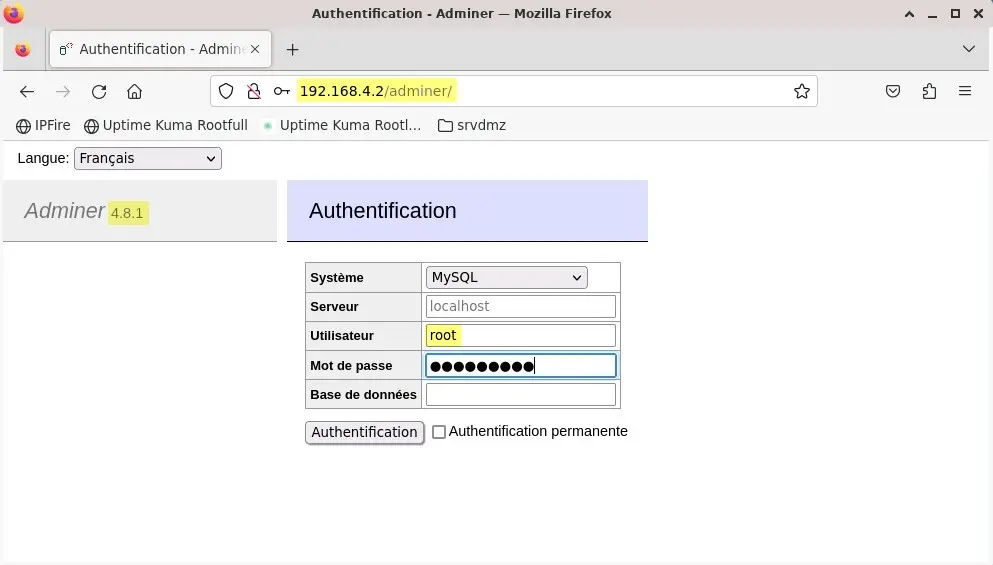 Authentification - Adminer — Mozilla Firefox
Authentification - Admine
192.168.4.2/adminer/
IPFire Uptime Kuma Rootfull Uptime Kuma Rootl... srvdmz
Langue: Français
Adminer 4.8.1
Authentification
Système MySQL
Serveur localhost
Utilisateur root
Mot de passe ●●●●●●●●●
Base de données
Authentification Authentification permanente